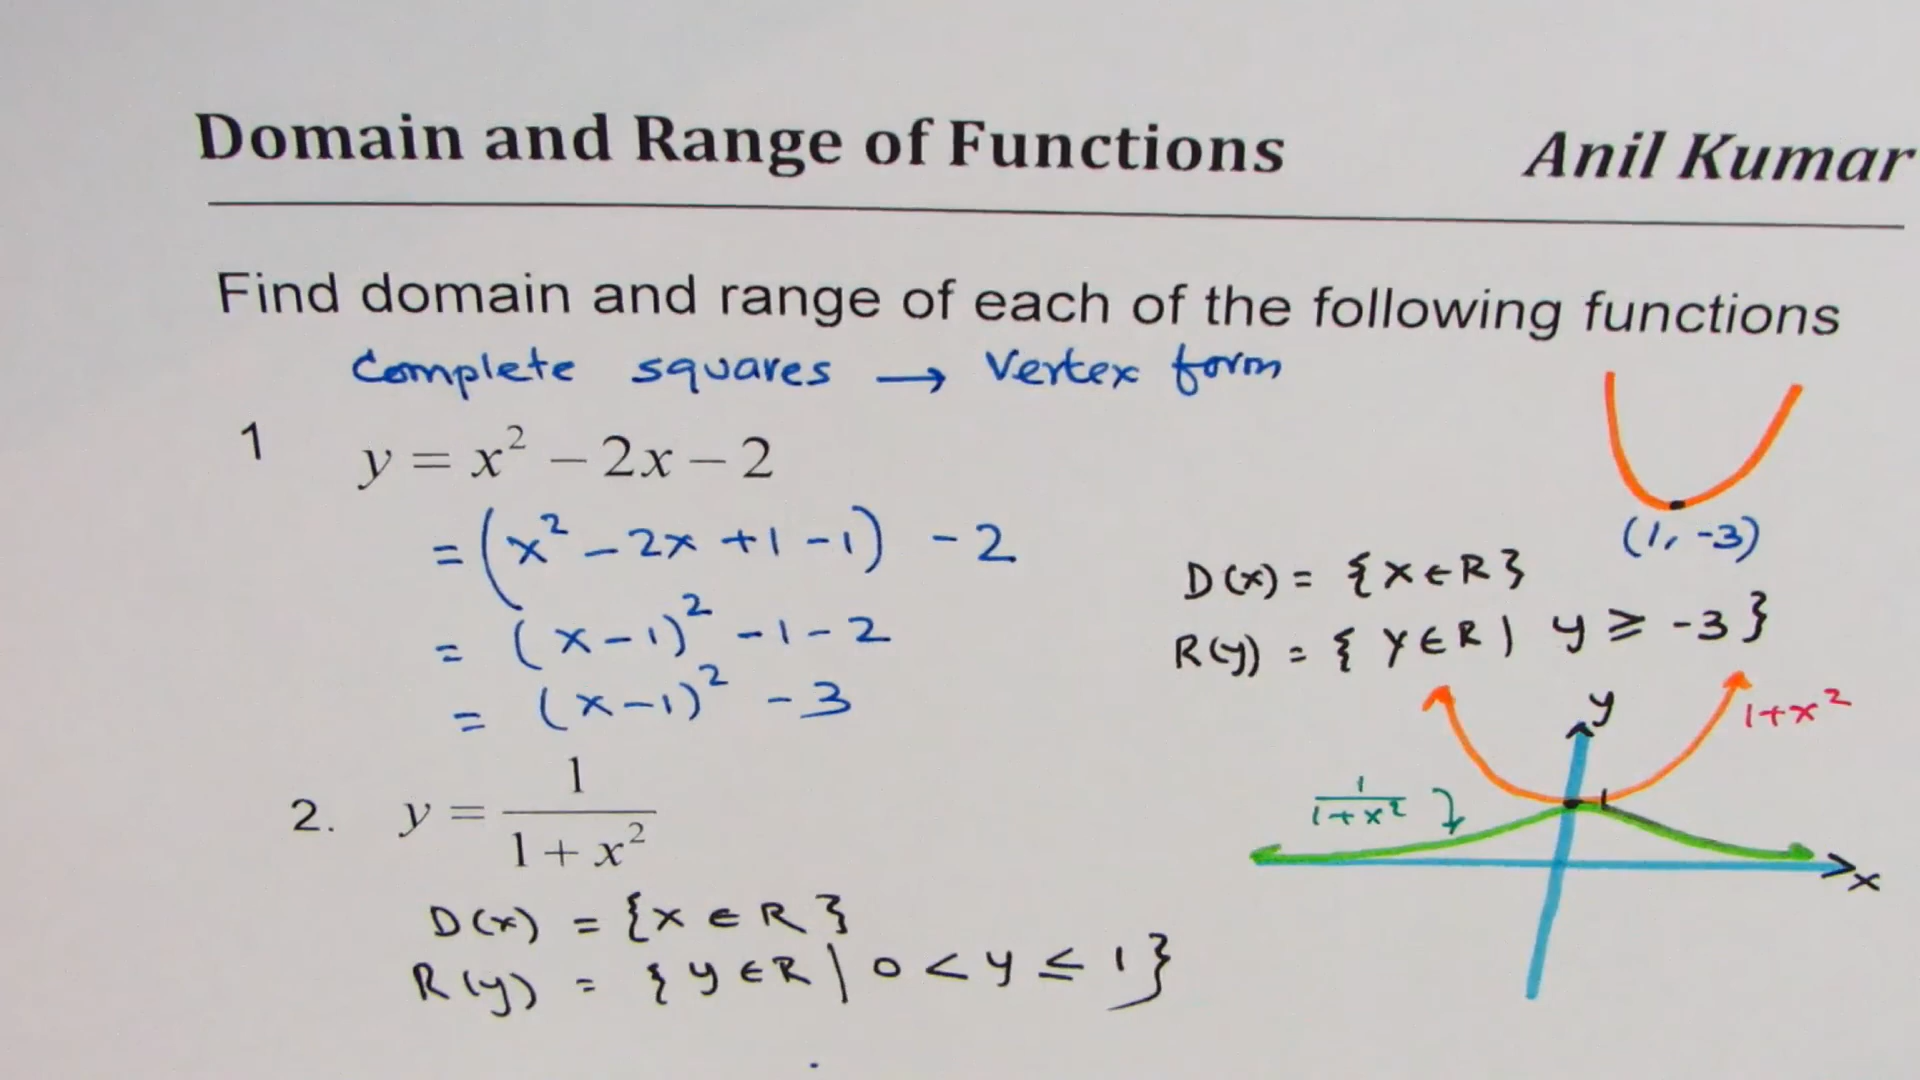 Domain and Range of Functions Anil Kumar
Find domain and range of each of the following functions
Complete squares → Vertex form
1 y = x² − 2x − 2
= (x² − 2x + 1 − 1) − 2
= (x − 1)² − 1 − 2
= (x − 1)² − 3
(1, −3)
D(x) = {x ∈ R}
R(y) = {y ∈ R | y ≥ −3}
2. y = 1/(1 + x²)
D(x) = {x ∈ R}
R(y) = {y ∈ R | 0 < y ≤ 1}
y
1+x²
1/(1+x²)
1
x